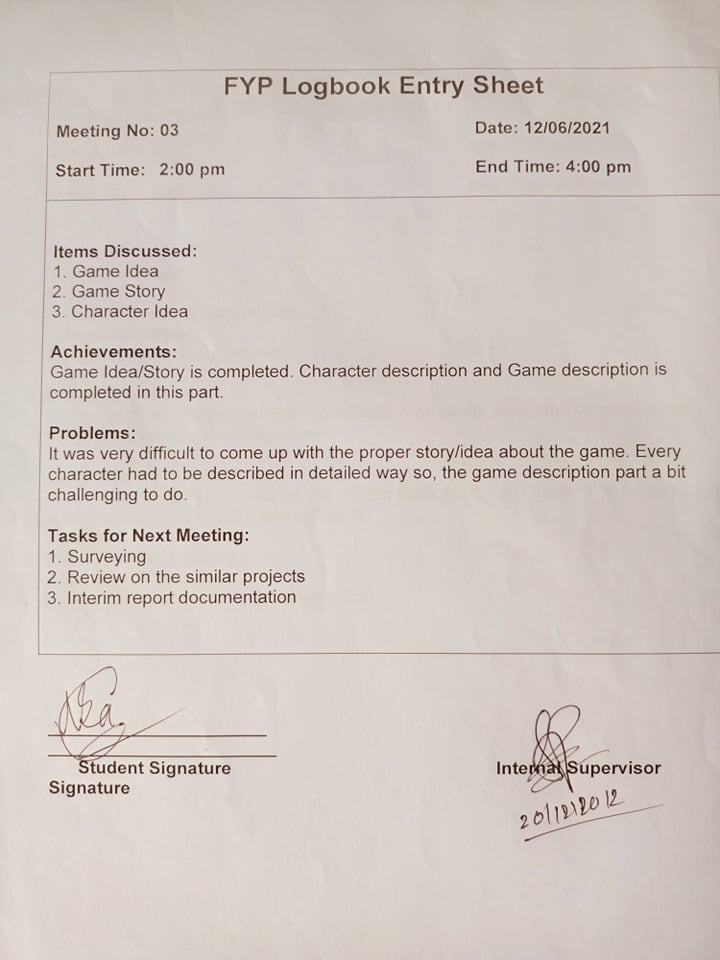 FYP Logbook Entry Sheet
Meeting No: 03 Date: 12/06/2021
Start Time: 2:00 pm End Time: 4:00 pm
Items Discussed:
1. Game Idea
2. Game Story
3. Character Idea
Achievements:
Game Idea/Story is completed. Character description and Game description is
completed in this part.
Problems:
It was very difficult to come up with the proper story/idea about the game. Every
character had to be described in detailed way so, the game description part a bit
challenging to do.
Tasks for Next Meeting:
1. Surveying
2. Review on the similar projects
3. Interim report documentation
Student Signature Internal Supervisor
Signature
20/12/2012